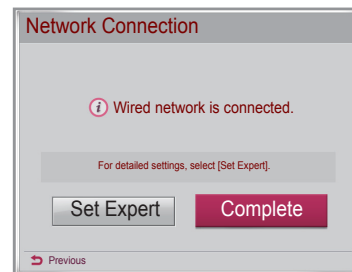 Network Connection
Wired network is connected.
For detailed settings, select [Set Expert].
Set Expert
Complete
Previous